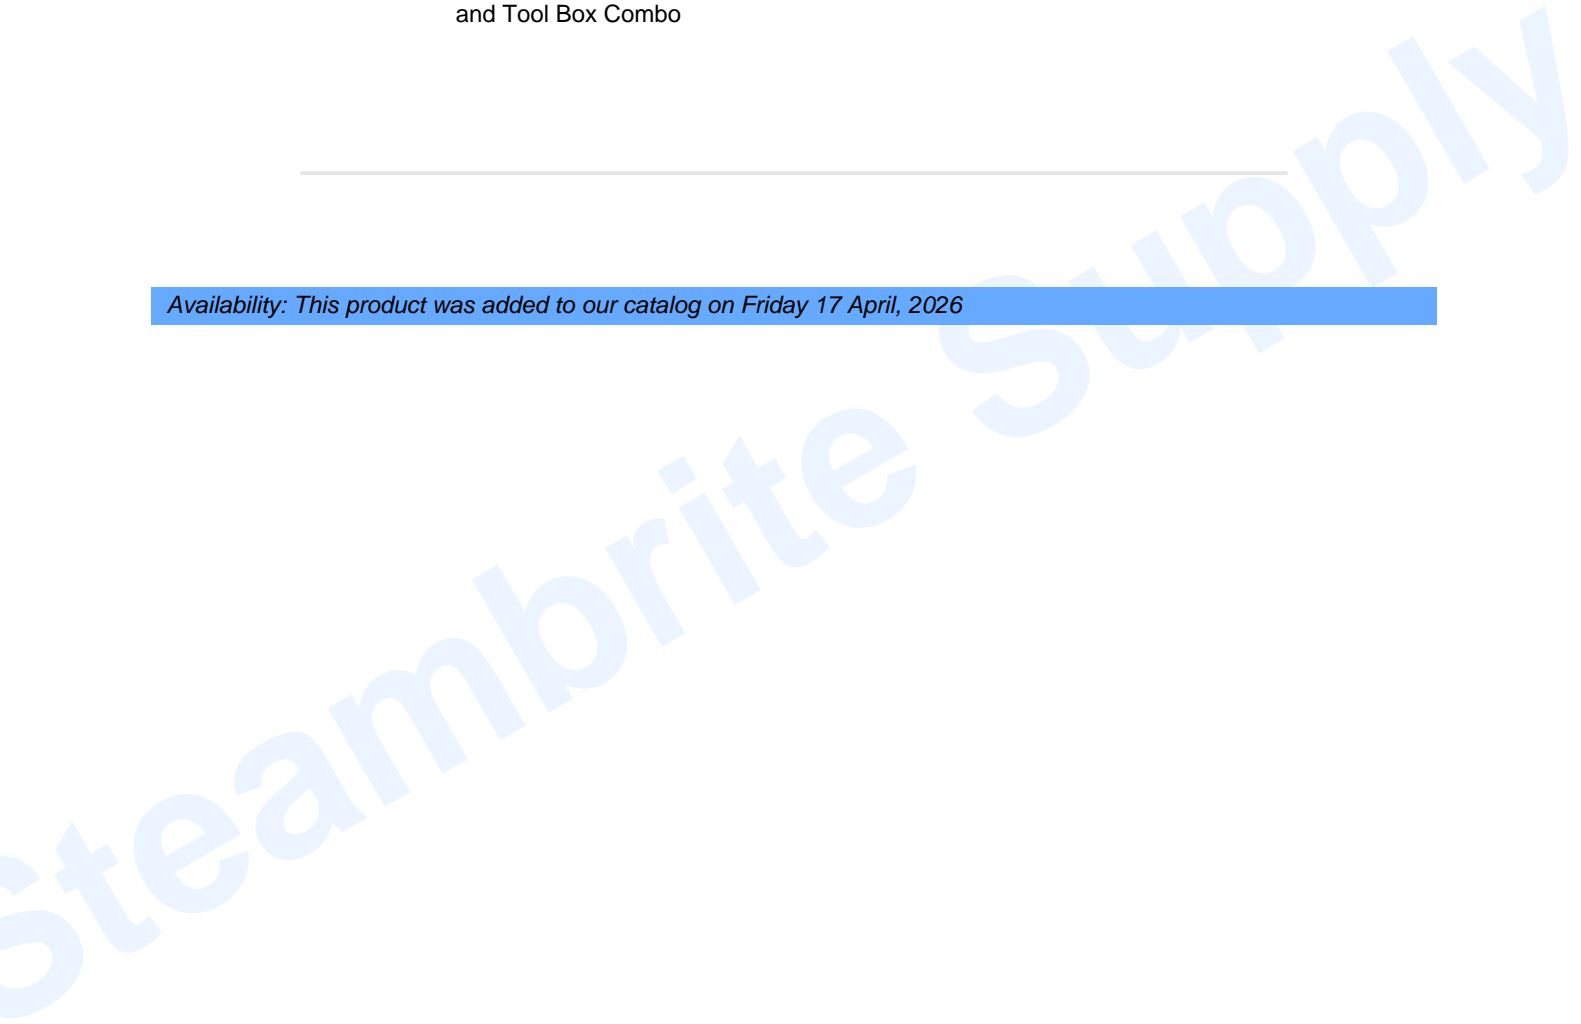 and Tool Box Combo
Availability: This product was added to our catalog on Friday 17 April, 2026
Steambrite Supply